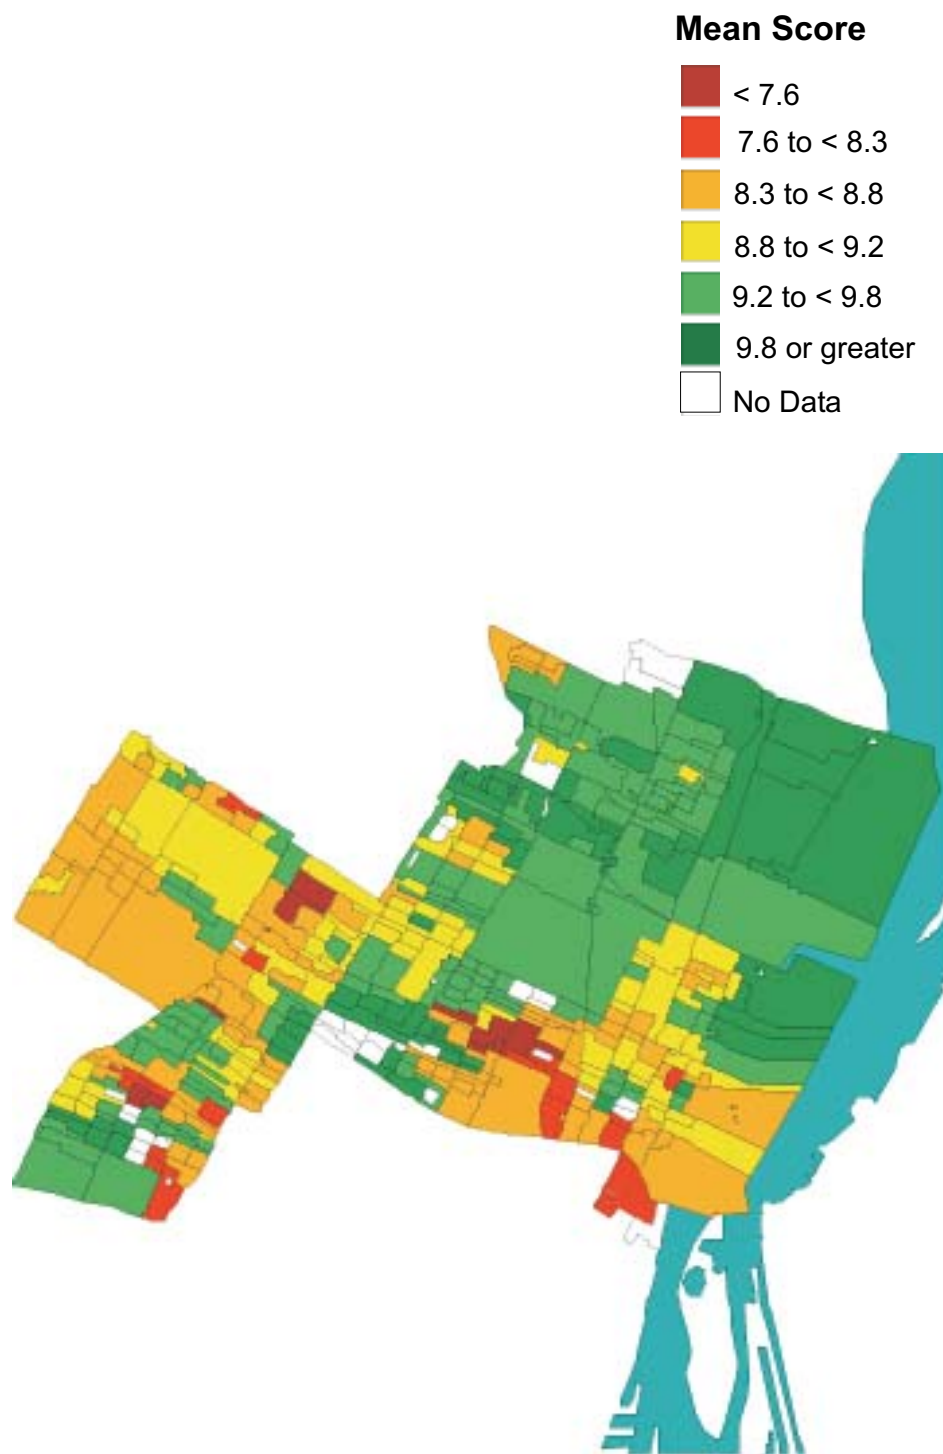 Mean Score
< 7.6
7.6 to < 8.3
8.3 to < 8.8
8.8 to < 9.2
9.2 to < 9.8
9.8 or greater
No Data